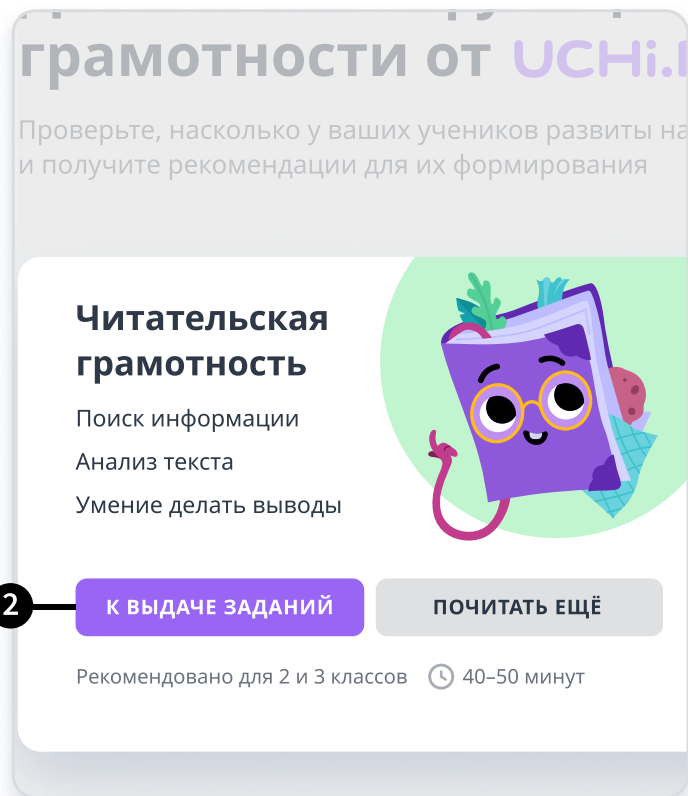 грамотности от UCHi.
Проверьте, насколько у ваших учеников развиты
и получите рекомендации для их формирования
Читательская
грамотность
Поиск информации
Анализ текста
Умение делать выводы
2
К ВЫДАЧЕ ЗАДАНИЙ
ПОЧИТАТЬ ЕЩЁ
Рекомендовано для 2 и 3 классов
40–50 минут